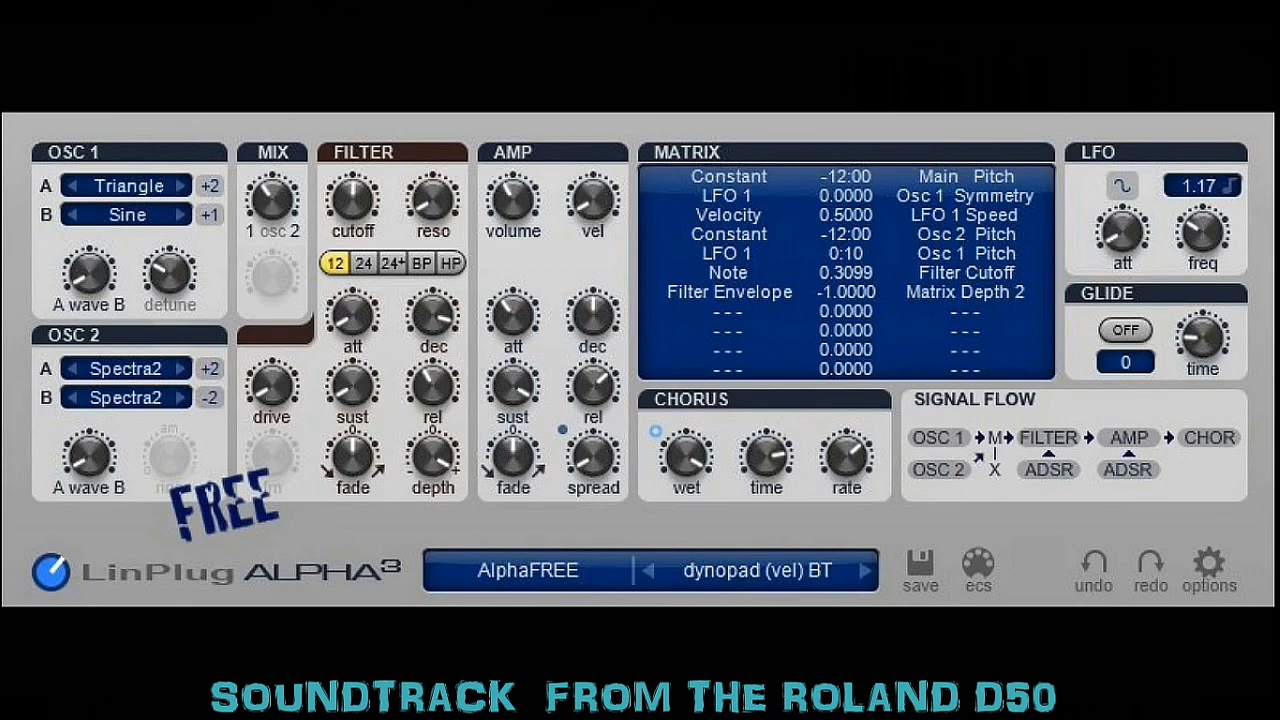 OSC 1
A Triangle +2
B Sine +1
A wave B detune
OSC 2
A Spectra2 +2
B Spectra2 -2
am
A wave B
MIX
1 osc 2
drive
fm
FREE
FILTER
cutoff reso
12 24 24+ BP HP
att dec
sust rel
0 0
- +
fade depth
AMP
volume vel
att dec
sust rel
0
fade spread
MATRIX
Constant -12:00 Main Pitch
LFO 1 0.0000 Osc 1 Symmetry
Velocity 0.5000 LFO 1 Speed
Constant -12:00 Osc 2 Pitch
LFO 1 0:10 Osc 1 Pitch
Note 0.3099 Filter Cutoff
Filter Envelope -1.0000 Matrix Depth 2
--- 0.0000 ---
--- 0.0000 ---
--- 0.0000 ---
--- 0.0000 ---
CHORUS
wet time rate
LFO
1.17
att freq
GLIDE
OFF
0
time
SIGNAL FLOW
OSC 1 M FILTER AMP CHOR
OSC 2 X ADSR ADSR
LinPlug ALPHA3
AlphaFREE dynopad (vel) BT
save ecs undo redo options
SOUNDTRACK FROM THE ROLAND D50